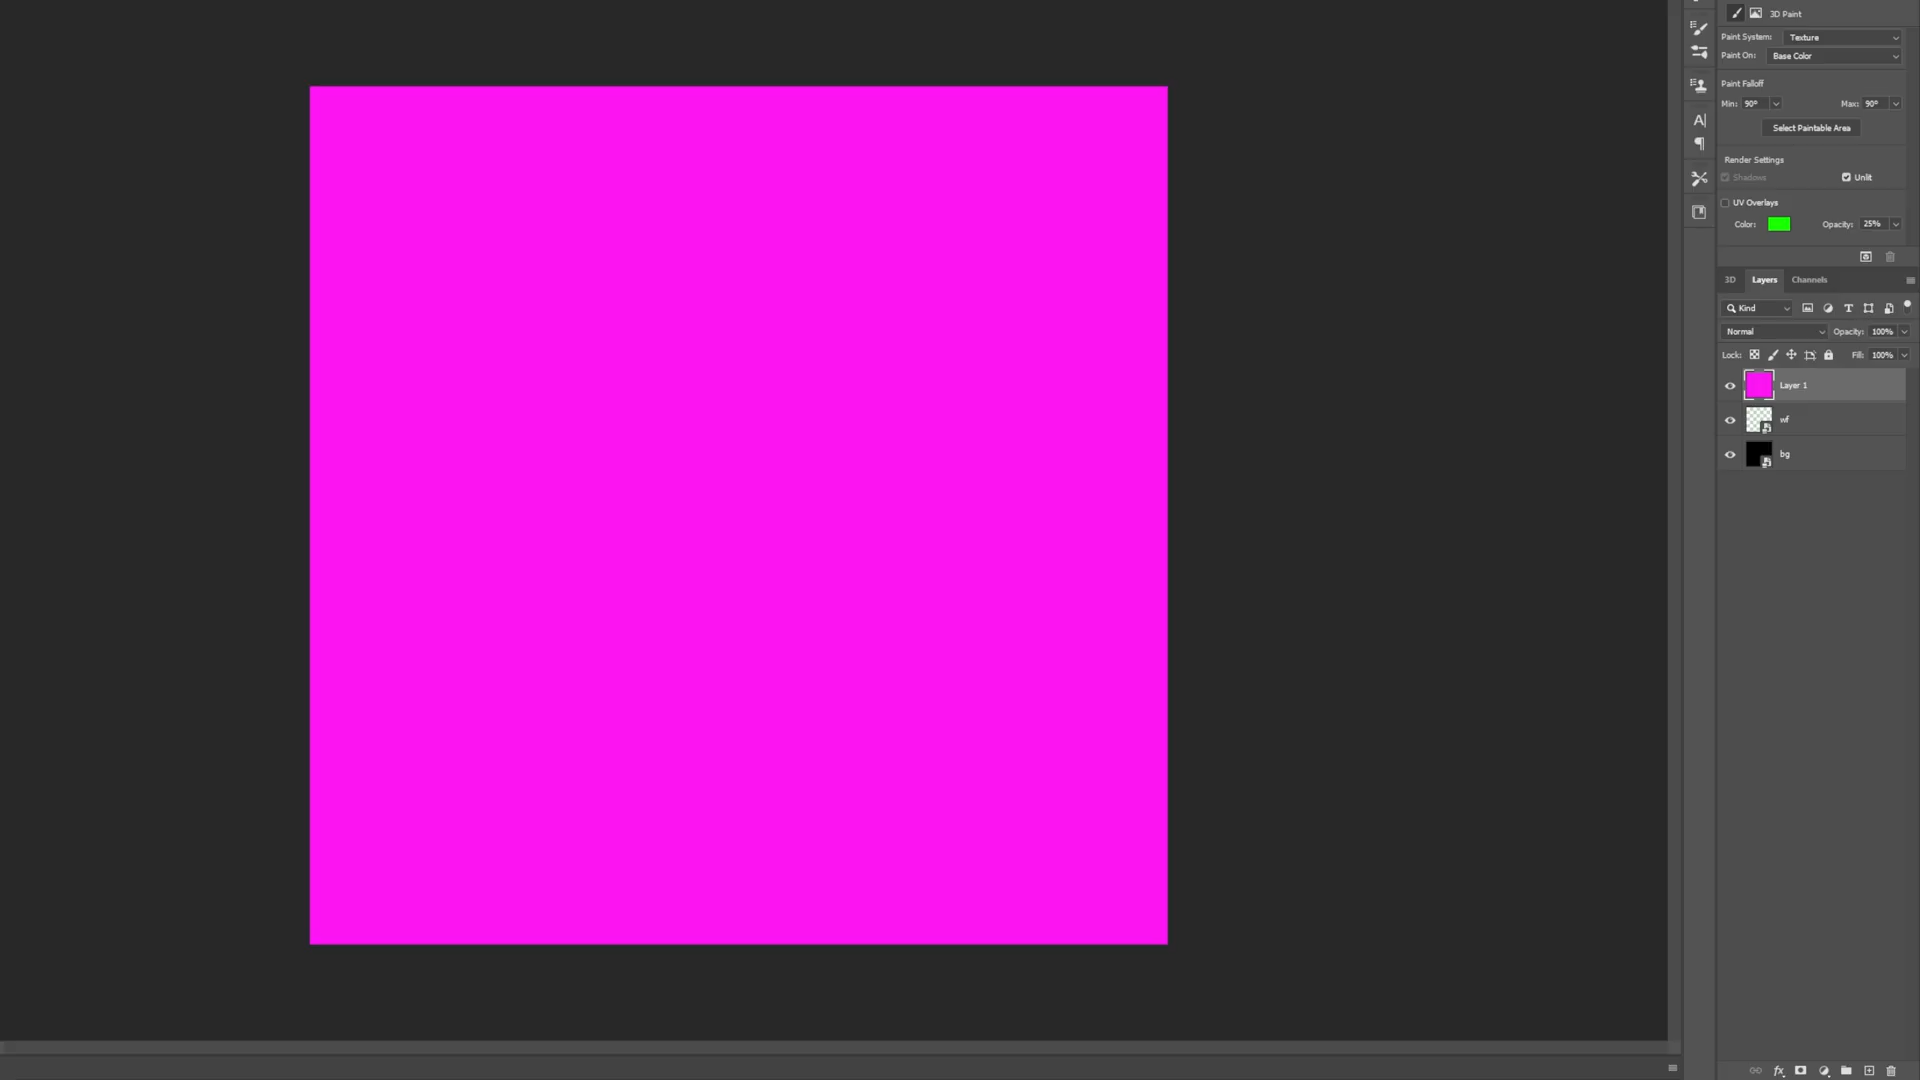 3D Paint
Paint System: Texture
Paint On: Base Color
Paint Falloff
Min: 90º Max: 90º
Select Paintable Area
Render Settings
Shadows Unlit
UV Overlays
Color: Opacity: 25%
3D Layers Channels
Kind
Normal Opacity: 100%
Lock: Fill: 100%
Layer 1
wf
bg